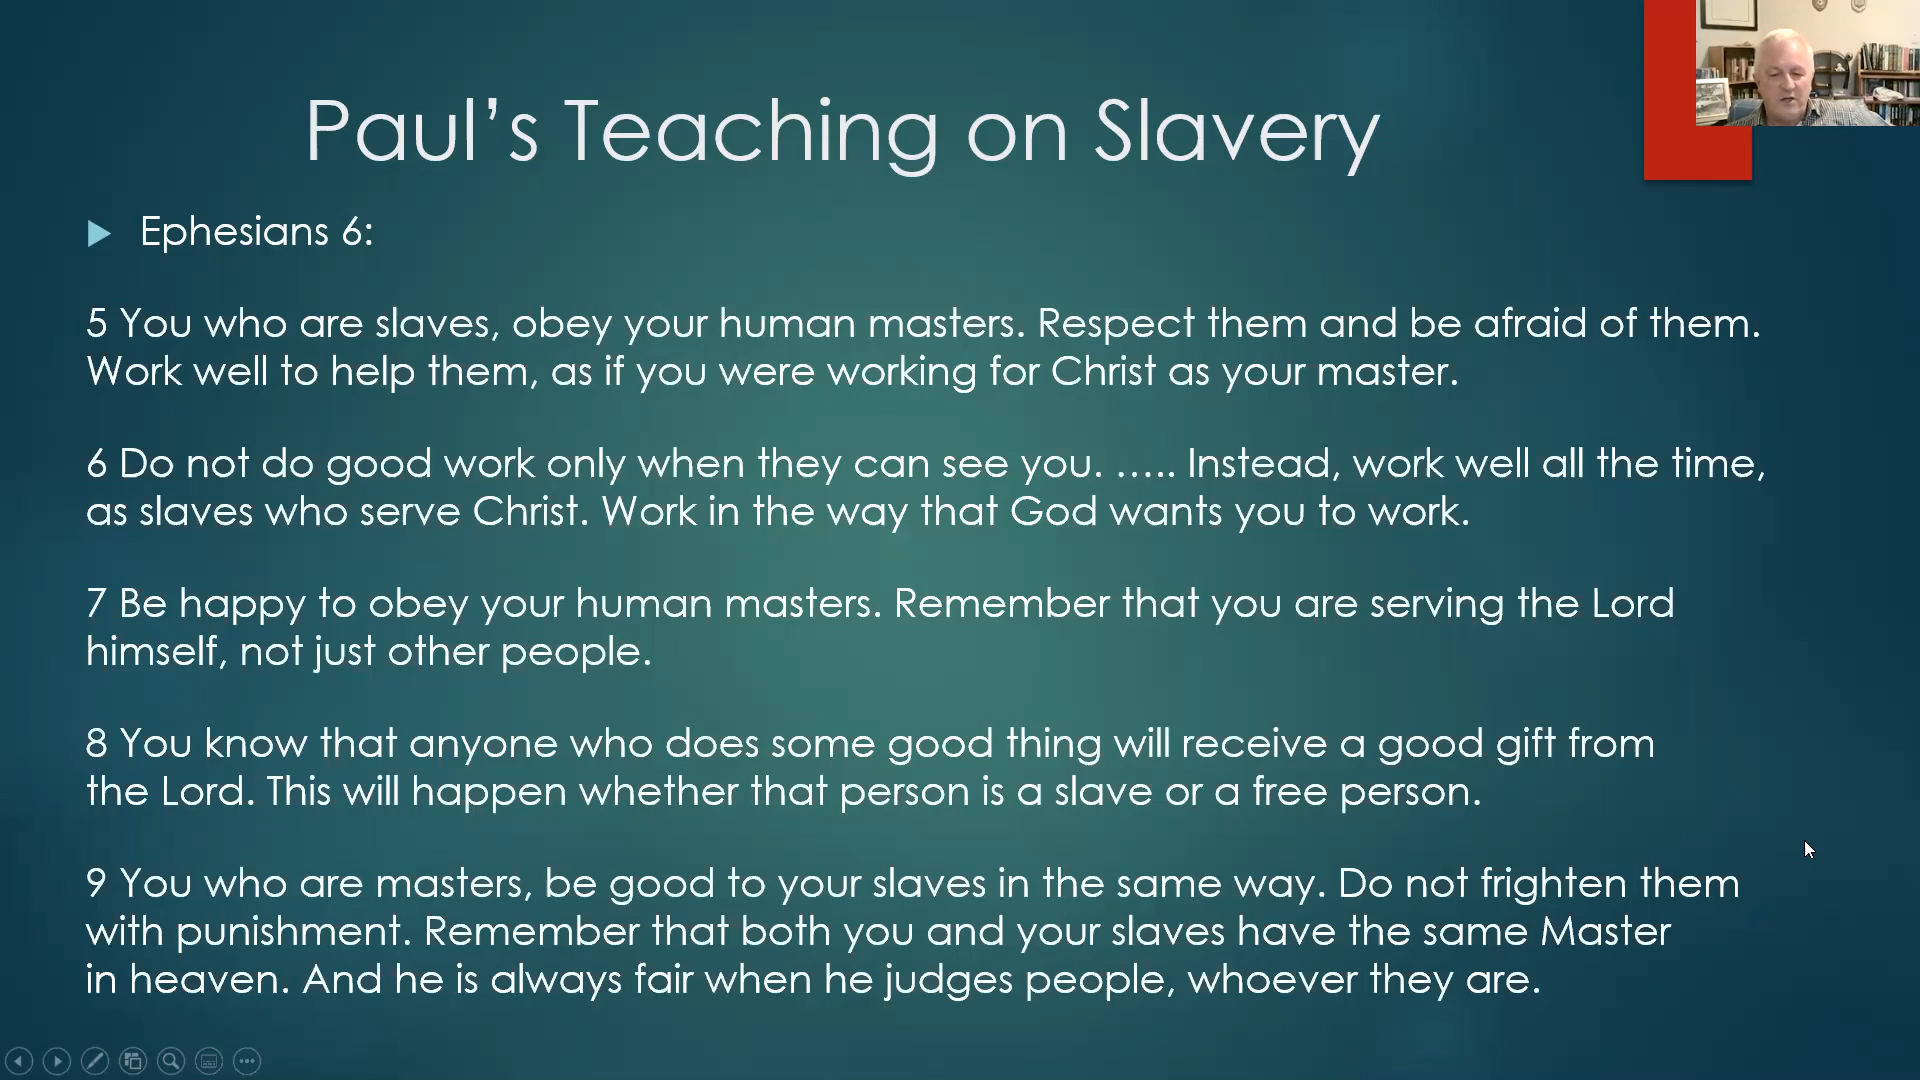 Paul’s Teaching on Slavery
Ephesians 6:
5 You who are slaves, obey your human masters. Respect them and be afraid of them.
Work well to help them, as if you were working for Christ as your master.
6 Do not do good work only when they can see you. ..... Instead, work well all the time,
as slaves who serve Christ. Work in the way that God wants you to work.
7 Be happy to obey your human masters. Remember that you are serving the Lord
himself, not just other people.
8 You know that anyone who does some good thing will receive a good gift from
the Lord. This will happen whether that person is a slave or a free person.
9 You who are masters, be good to your slaves in the same way. Do not frighten them
with punishment. Remember that both you and your slaves have the same Master
in heaven. And he is always fair when he judges people, whoever they are.